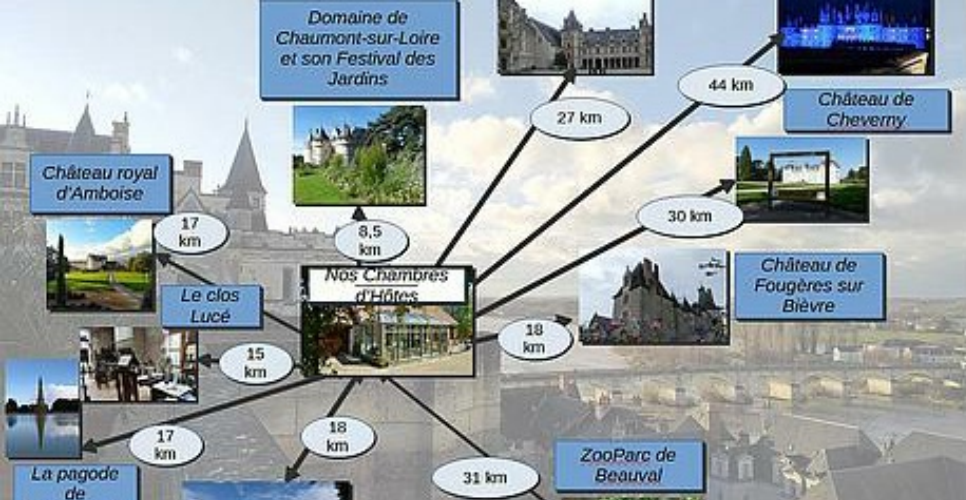 Domaine de
Chaumont-sur-Loire
et son Festival des
Jardins
27 km
44 km
Château de
Cheverny
Château royal
d'Amboise
17
km
8,5
km
30 km
Nos Chambres
d'Hôtes
Château de
Fougères sur
Bièvre
Le clos
Lucé
18
km
15
km
17
km
18
km
31 km
ZooParc de
Beauval
La pagode
de